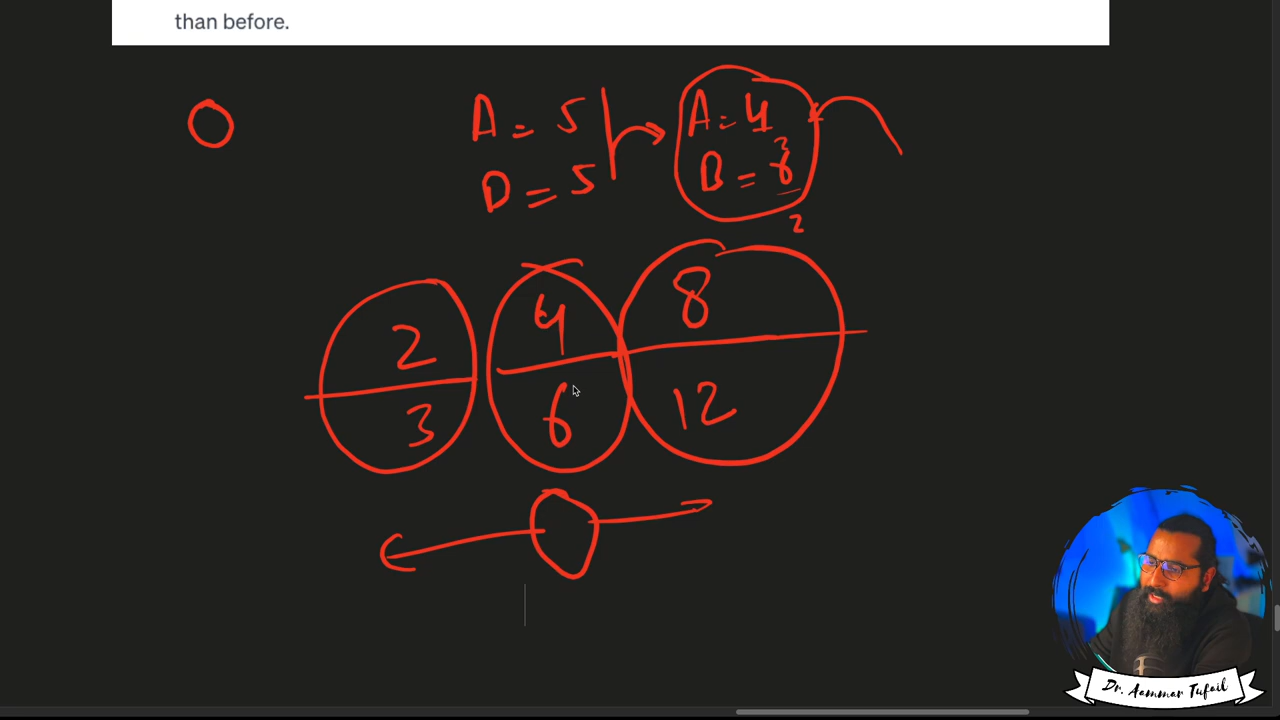 than before.
A = 5
A = 4
D = 5
3
B = 8
2
2
4
8
3
6
12
Dr. Aammar Tufail